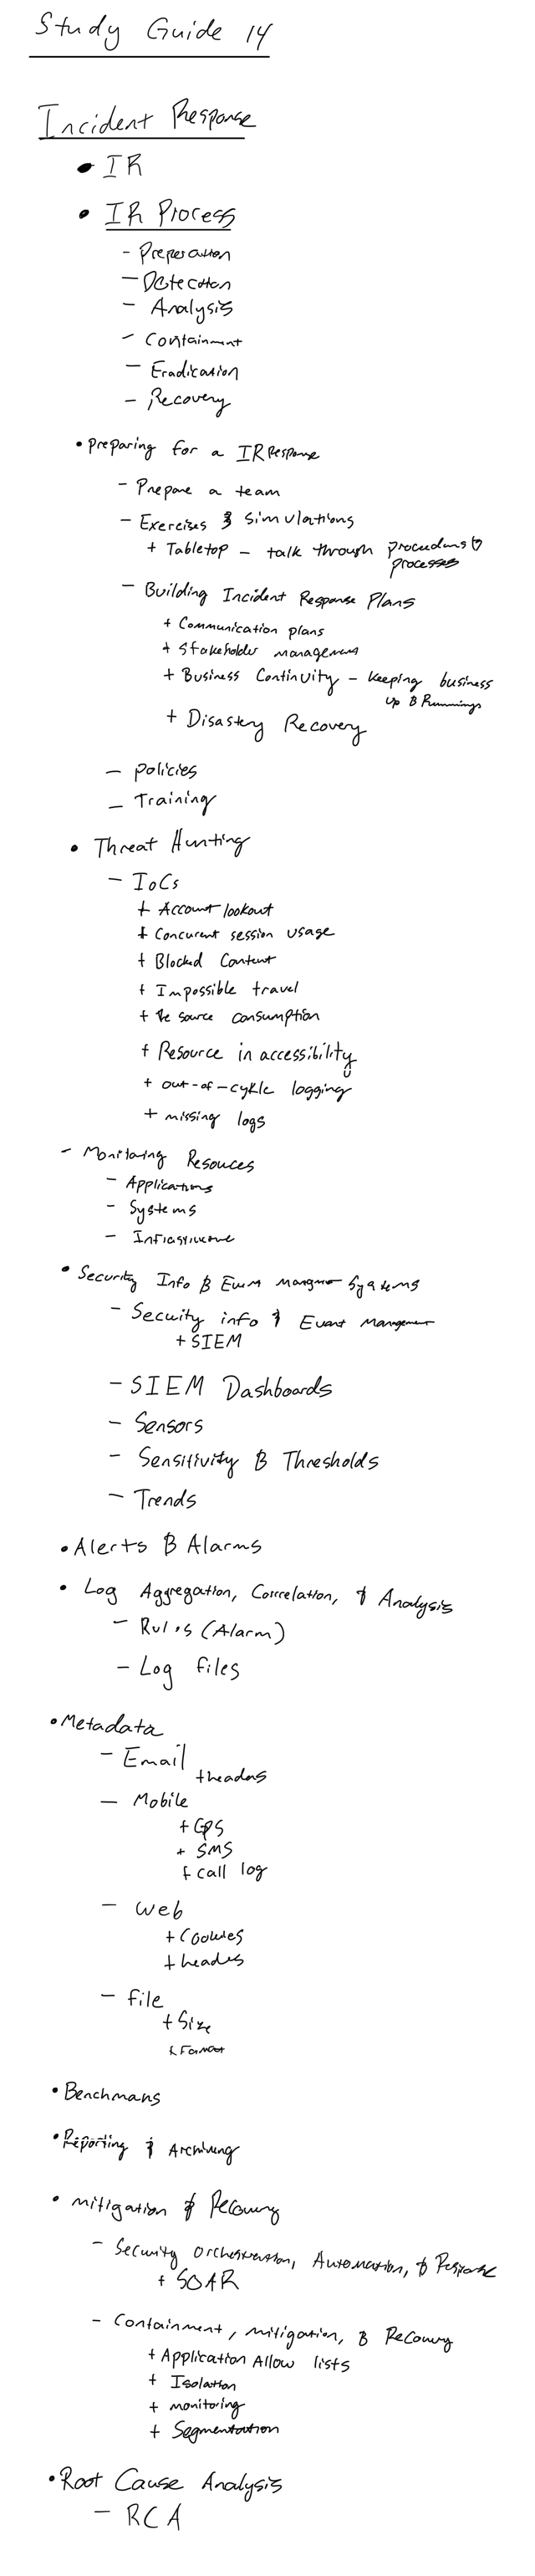 Study Guide 14
Incident Response
• IR
• IR Process
- Preperation
- Detection
- Analysis
- Containment
- Eradication
- Recovery
• Preparing for a IR Response
- Prepare a team
- Exercises & Simulations
+ Tabletop - talk through procedures &
processes
- Building Incident Response Plans
+ Communication plans
+ Stakeholder management
+ Business Continuity - keeping business
up & Runnings
+ Disastery Recovery
- Policies
- Training
• Threat Hunting
- IoCs
+ Account lookout
+ Concurent session usage
+ Blocked Content
+ Impossible travel
+ Re source consumption
+ Resource in accessibility
+ out-of-cykle logging
+ missing logs
- Monitoring Resouces
- Applications
- Systems
- Infrastructure
• Security Info & Event Mangment Systems
- Security info & Event Management
+ SIEM
- SIEM Dashboards
- Sensors
- Sensitivity & Thresholds
- Trends
• Alerts & Alarms
• Log Aggregation, Correlation, & Analysis
- Rules (Alarm)
- Log files
• Metadata
- Email
+ headers
- Mobile
+ GPS
+ SMS
+ call log
- Web
+ Cookies
+ headers
- file
+ Size
+ Format
• Benchmarks
• Reporting & Archiving
• Mitigation & Recovery
- Security Orchestration, Automation, & Response
+ SOAR
- Containment, mitigation, & Recovery
+ Application Allow lists
+ Isolation
+ monitoring
+ Segmentation
• Root Cause Analysis
- RCA